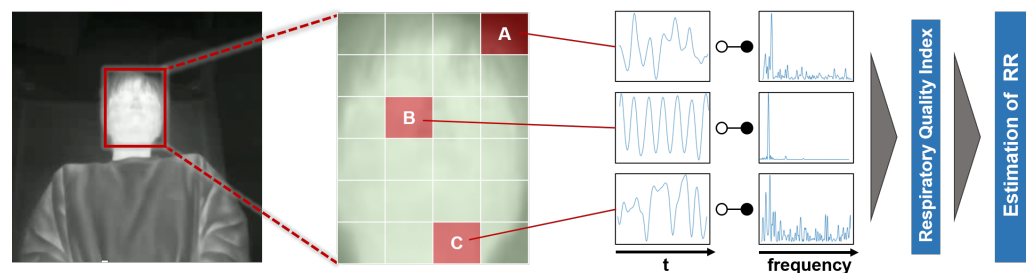 A
B
C
t
frequency
Respiratory Quality Index
Estimation of RR